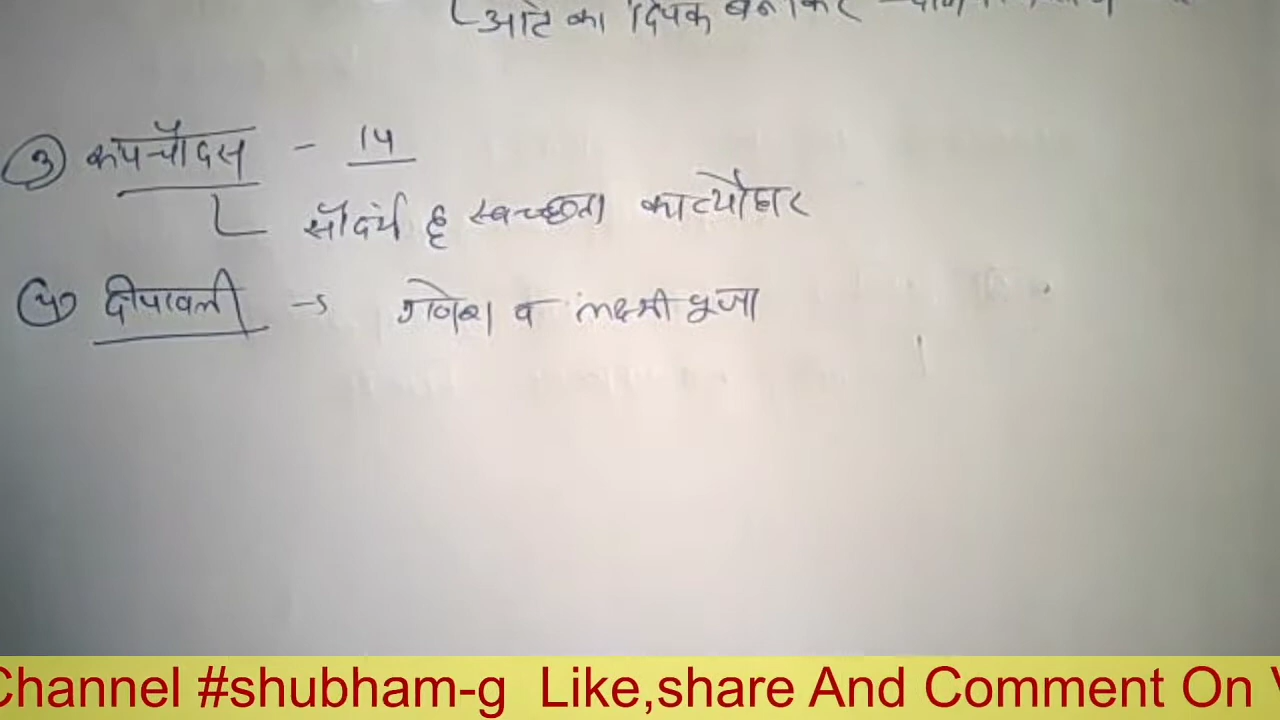 आटे का दिपक बनाकर
③ रूपचौदस - 14
सौदर्य व स्वच्छता का त्यौहार
④ दीपावली → गणेश व लक्ष्मी पूजा
Channel #shubham-g Like,share And Comment On